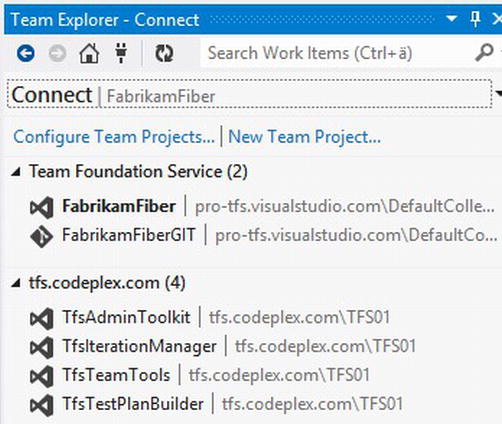 Team Explorer - Connect
Search Work Items (Ctrl+ä)
Connect | FabrikamFiber
Configure Team Projects... | New Team Project...
Team Foundation Service (2)
FabrikamFiber | pro-tfs.visualstudio.com\DefaultColle...
FabrikamFiberGIT | pro-tfs.visualstudio.com\DefaultCo...
tfs.codeplex.com (4)
TfsAdminToolkit | tfs.codeplex.com\TFS01
TfsIterationManager | tfs.codeplex.com\TFS01
TfsTeamTools | tfs.codeplex.com\TFS01
TfsTestPlanBuilder | tfs.codeplex.com\TFS01